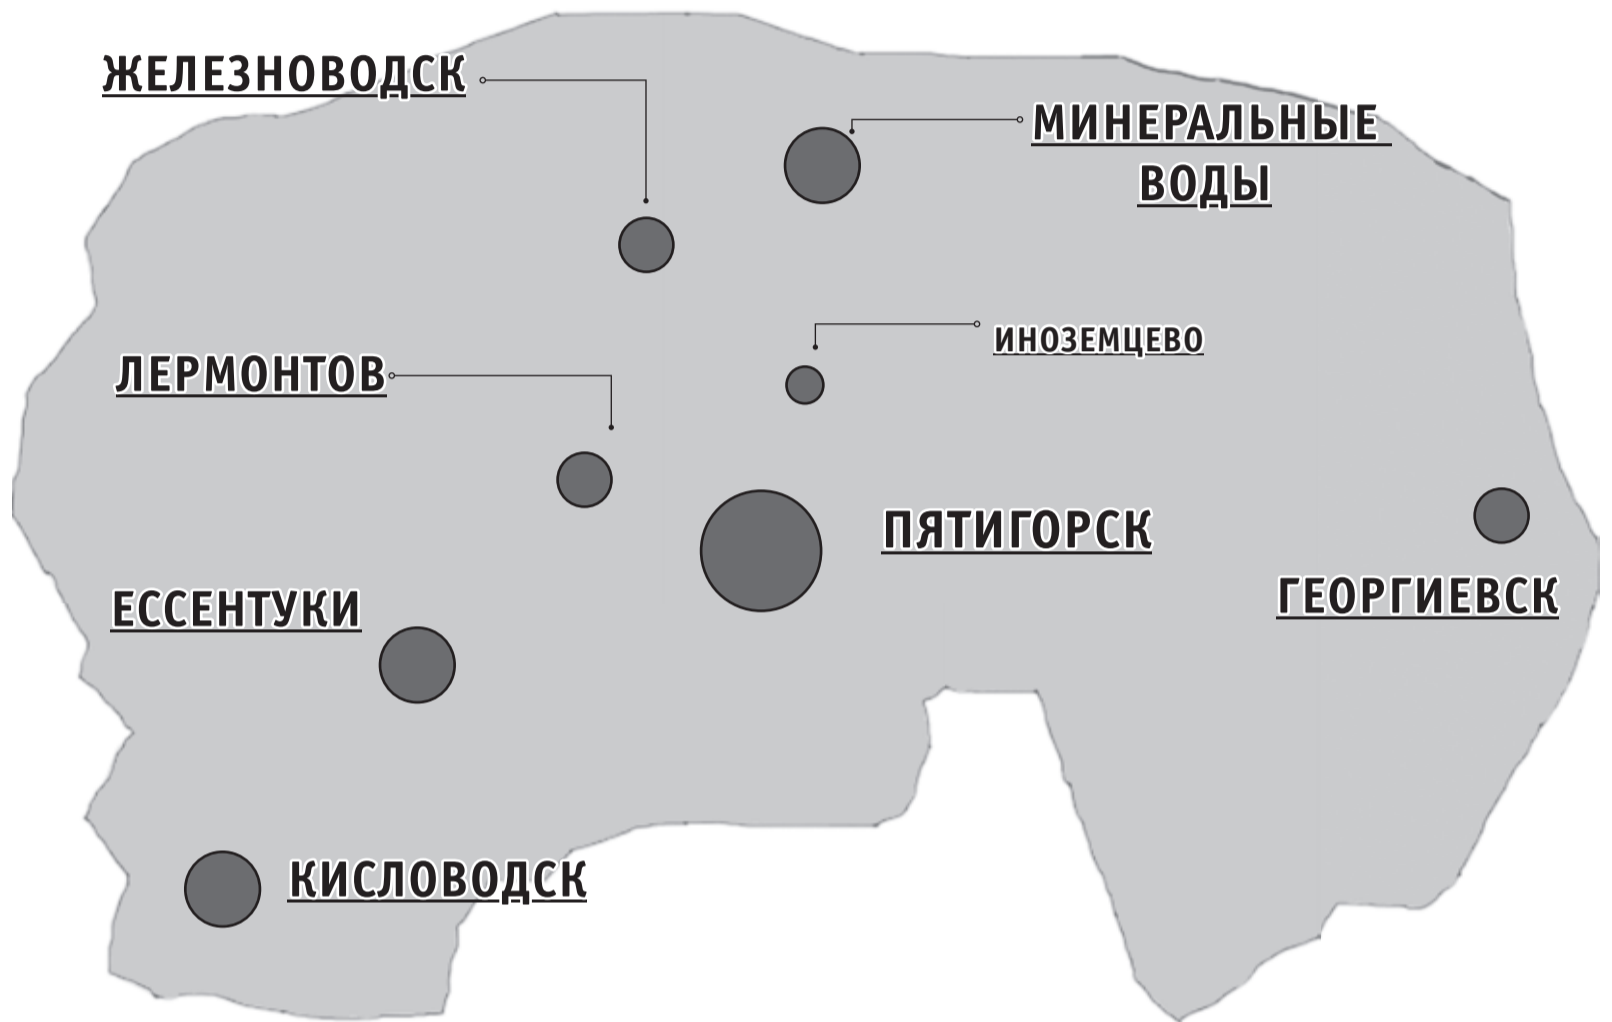 ЖЕЛЕЗНОВОДСК
МИНЕРАЛЬНЫЕ
ВОДЫ
ИНОЗЕМЦЕВО
ЛЕРМОНТОВ
ПЯТИГОРСК
ГЕОРГИЕВСК
ЕССЕНТУКИ
КИСЛОВОДСК